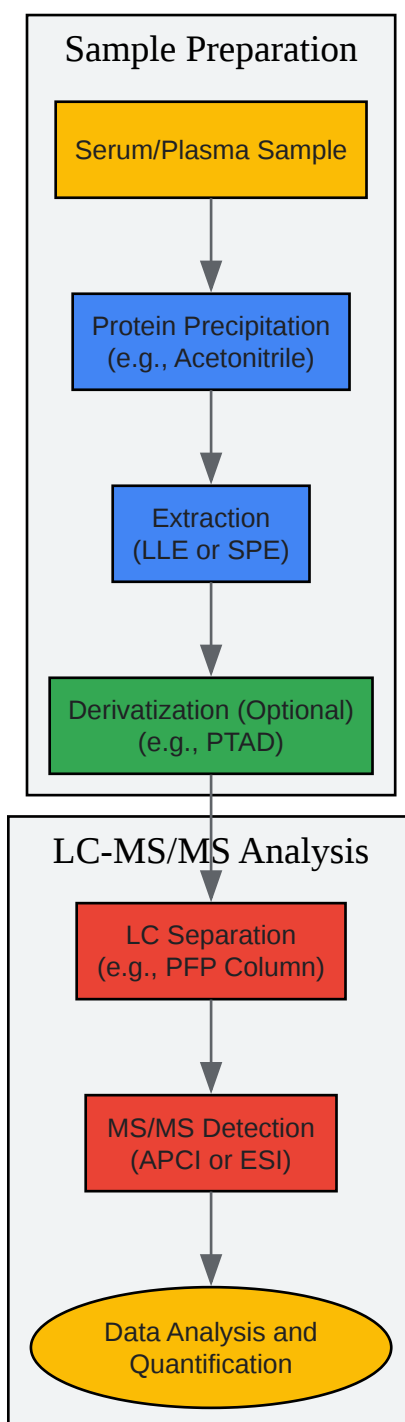 Sample Preparation
Serum/Plasma Sample
Protein Precipitation
(e.g., Acetonitrile)
Extraction
(LLE or SPE)
Derivatization (Optional)
(e.g., PTAD)
LC-MS/MS Analysis
LC Separation
(e.g., PFP Column)
MS/MS Detection
(APCI or ESI)
Data Analysis and
Quantification